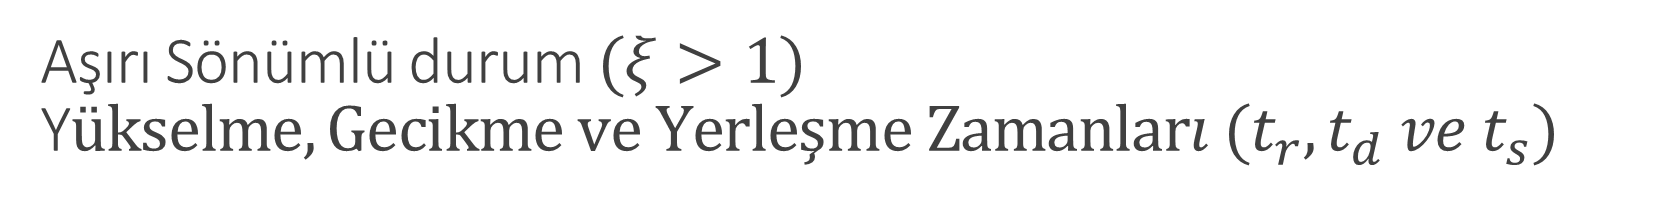 Aşırı Sönümlü durum (ξ > 1)
Yükselme, Gecikme ve Yerleşme Zamanları (t_r, t_d ve t_s)